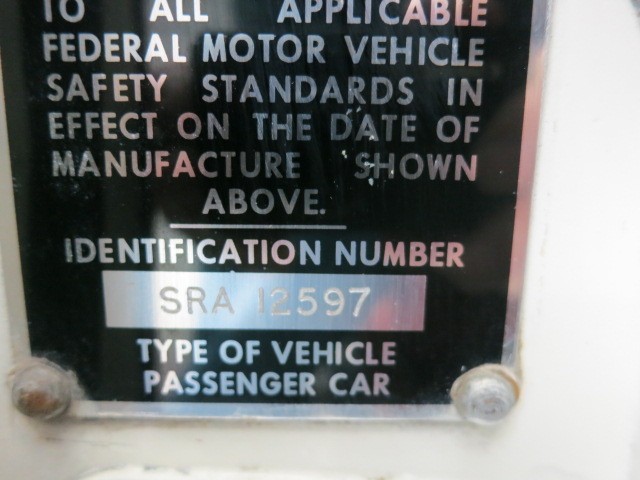 TO ALL APPLICABLE
FEDERAL MOTOR VEHICLE
SAFETY STANDARDS IN
EFFECT ON THE DATE OF
MANUFACTURE SHOWN
ABOVE.
IDENTIFICATION NUMBER
SRA 12597
TYPE OF VEHICLE
PASSENGER CAR